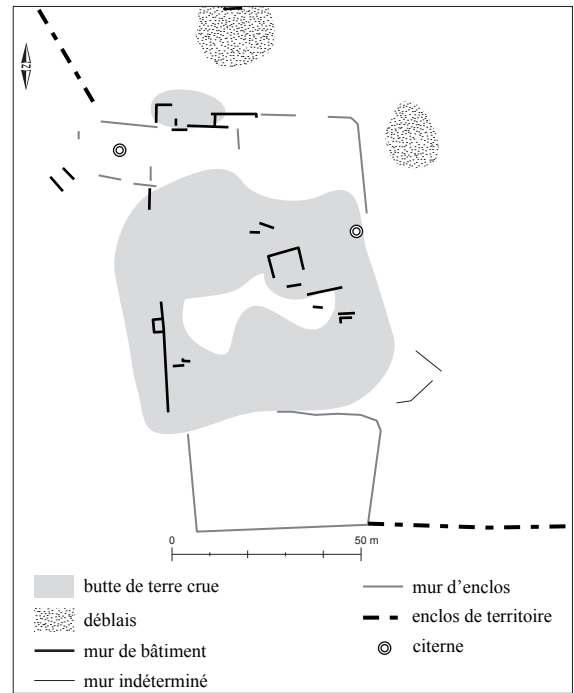 N
0 50 m
butte de terre crue
déblais
mur de bâtiment
mur indéterminé
mur d'enclos
enclos de territoire
citerne